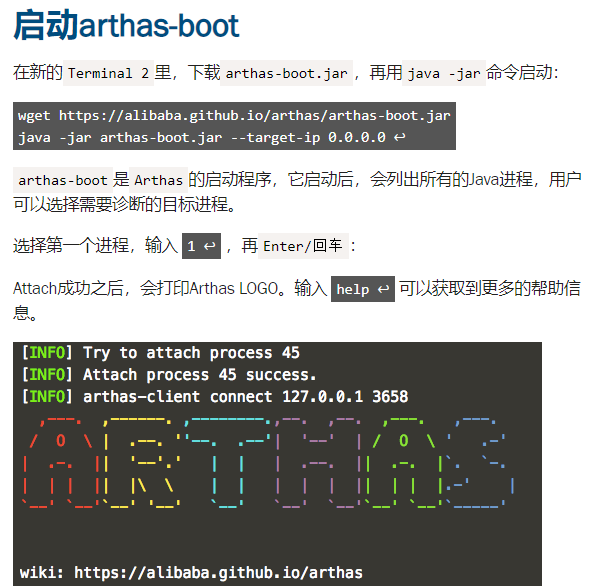 启动arthas-boot
在新的 Terminal 2 里，下载 arthas-boot.jar ，再用 java -jar 命令启动：
wget https://alibaba.github.io/arthas/arthas-boot.jar
java -jar arthas-boot.jar --target-ip 0.0.0.0 ↩
arthas-boot 是 Arthas 的启动程序，它启动后，会列出所有的Java进程，用户
可以选择需要诊断的目标进程。
选择第一个进程，输入 1 ↩ ，再 Enter/回车 ：
Attach成功之后，会打印Arthas LOGO。输入 help ↩ 可以获取到更多的帮助信
息。
[INFO] Try to attach process 45
[INFO] Attach process 45 success.
[INFO] arthas-client connect 127.0.0.1 3658
ARTHAS
wiki: https://alibaba.github.io/arthas